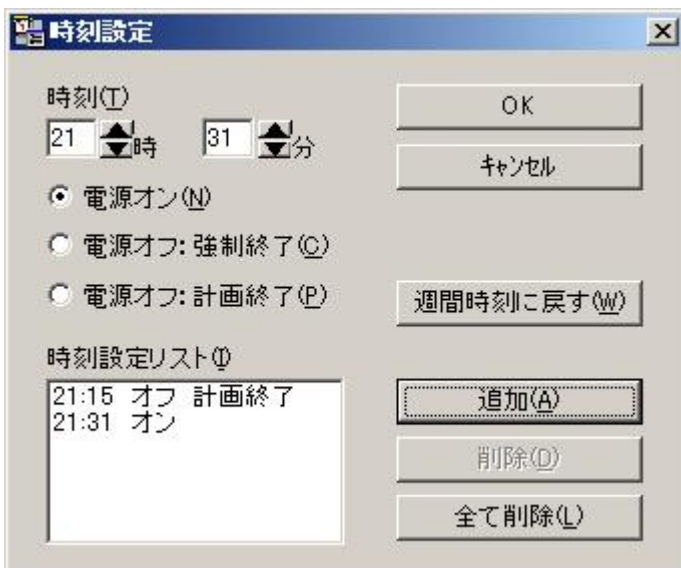 時刻設定
時刻(T)
21 時 31 分
電源オン(N)
電源オフ: 強制終了(C)
電源オフ: 計画終了(P)
時刻設定リスト(I)
21:15 オフ 計画終了
21:31 オン
OK
キャンセル
週間時刻に戻す(W)
追加(A)
削除(D)
全て削除(L)